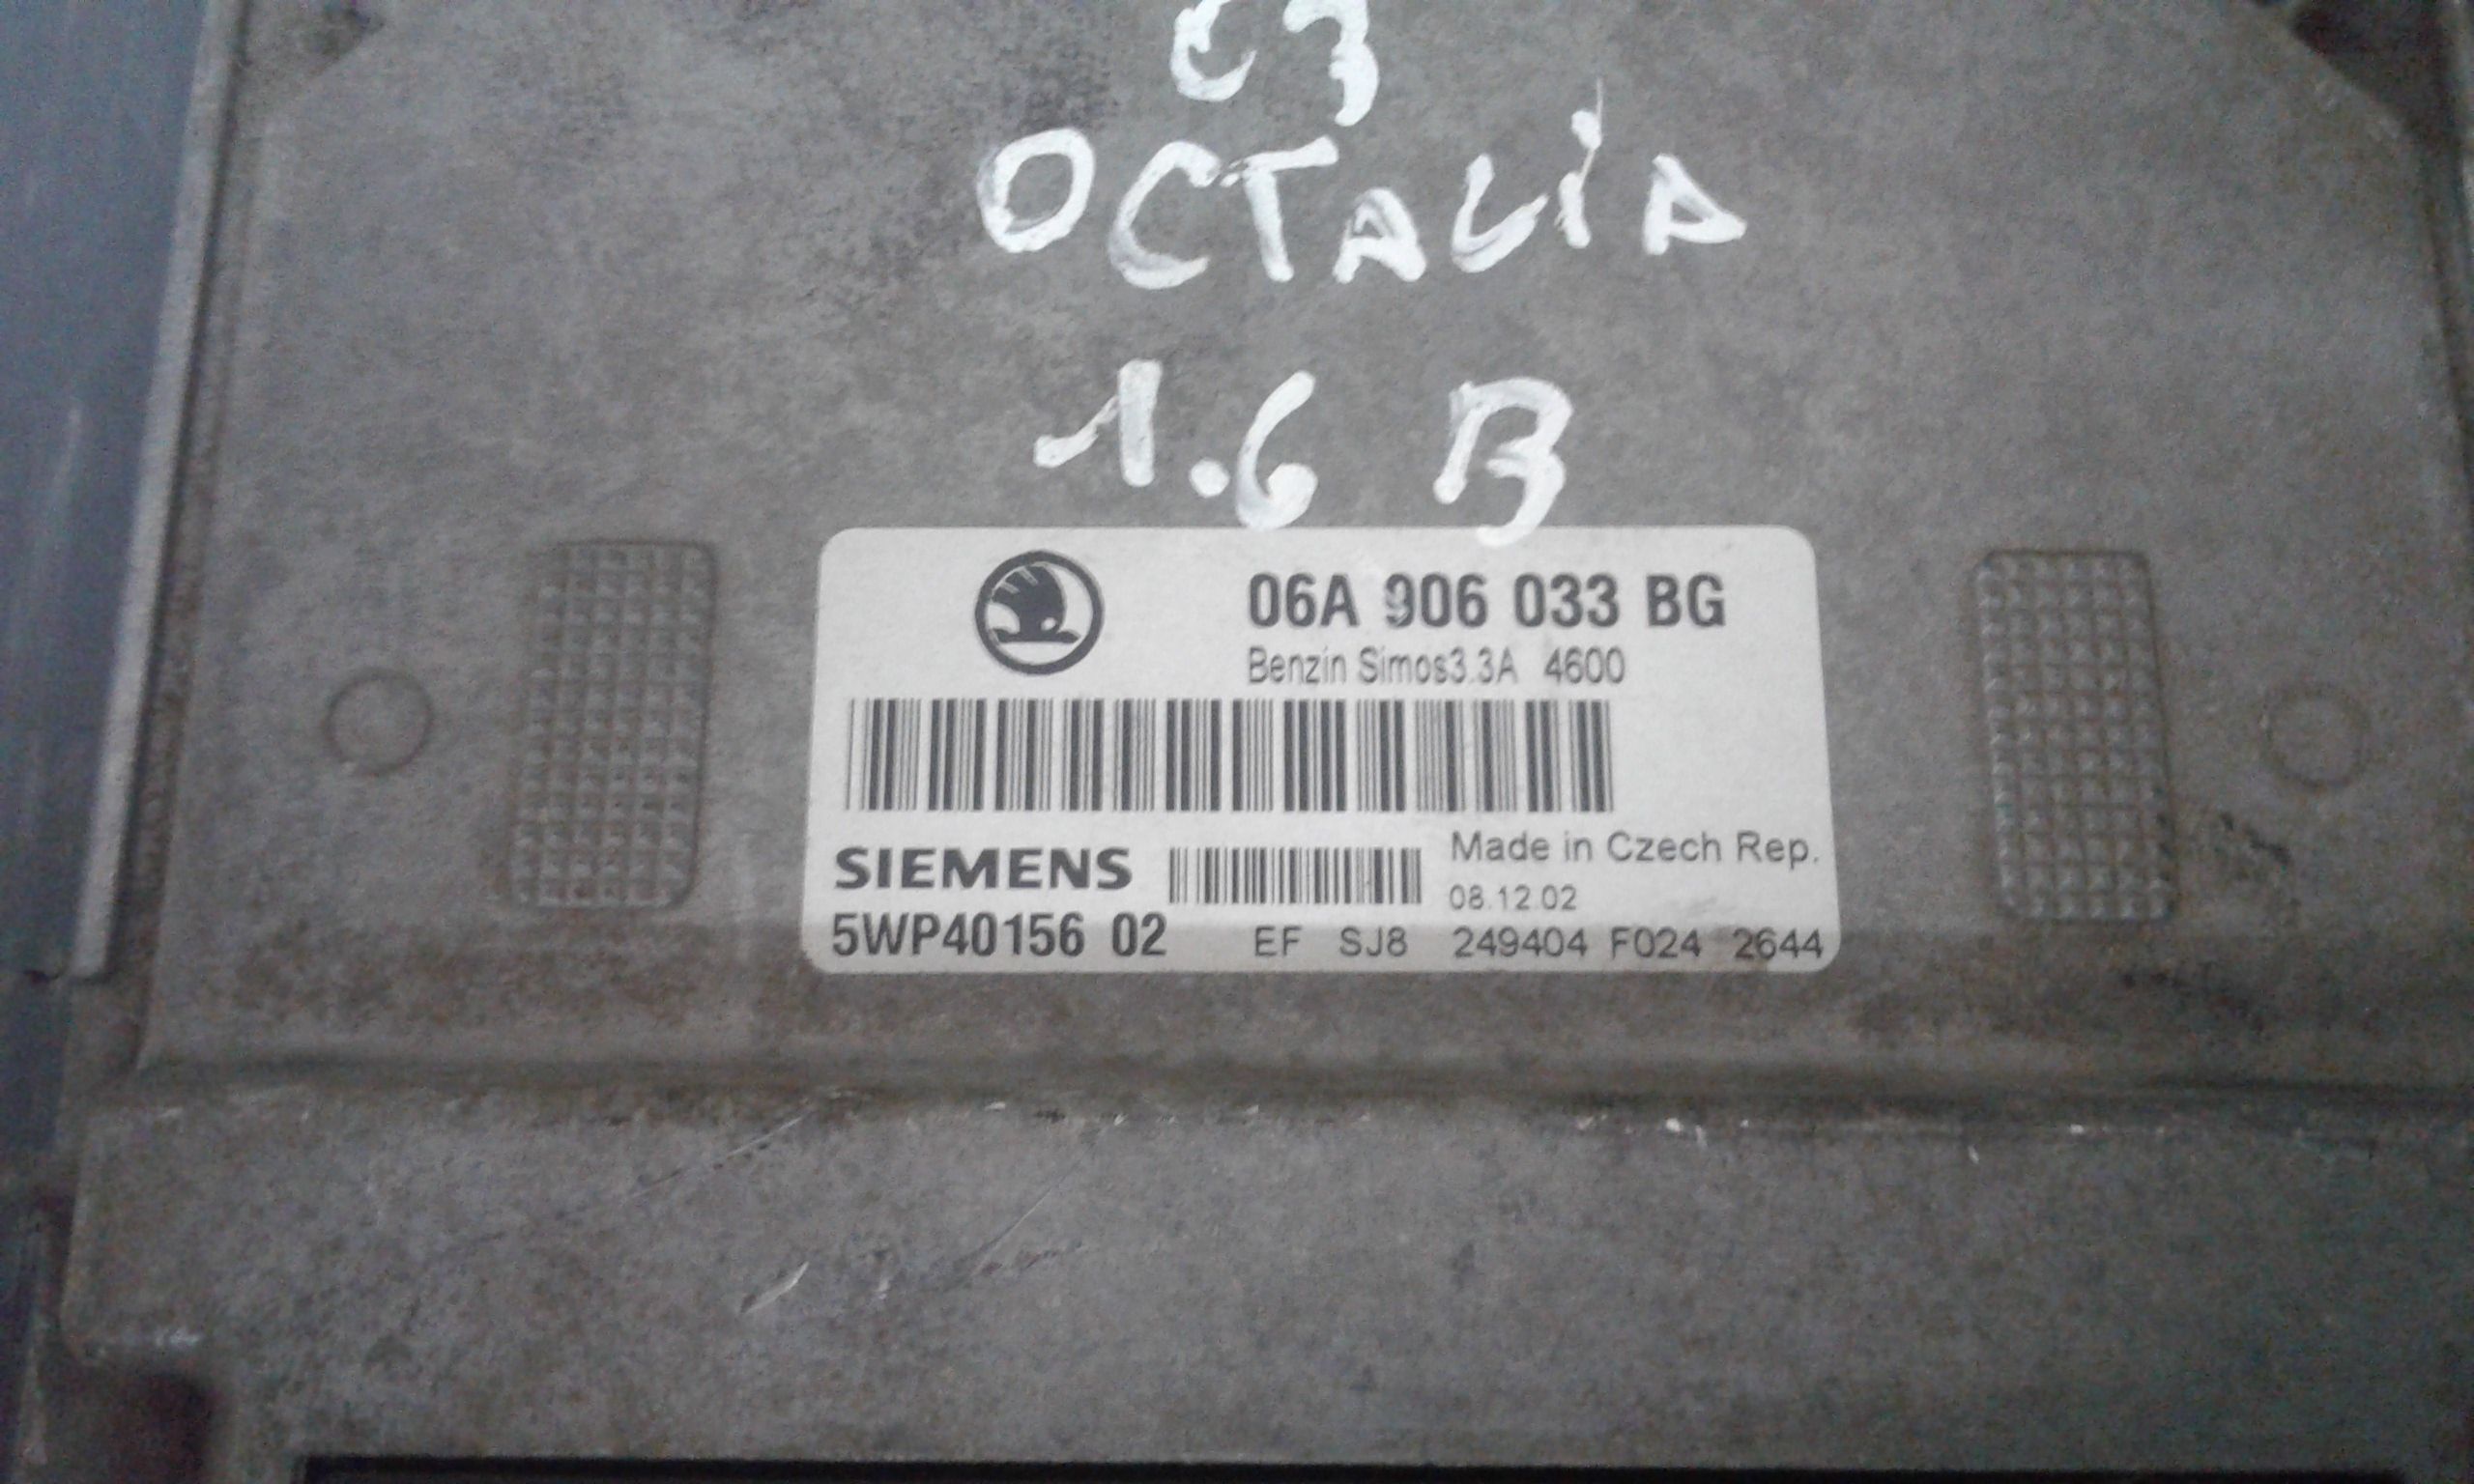 03
OCTAVIA
1.6 B
06A 906 033 BG
Benzin Simos3.3A 4600
SIEMENS
Made in Czech Rep.
08.12.02
5WP40156 02 EF SJ8 249404 F024 2644